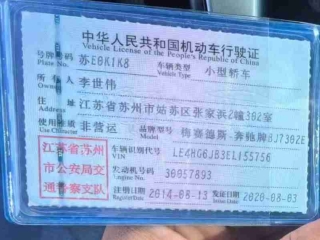 中华人民共和国机动车行驶证
Vehicle License of the People's Republic of China
号牌号码 苏E0K1K8 车辆类型 小型轿车
Plate No. Vehicle Type
所有人 李世伟
住址 江苏省苏州市姑苏区张家浜2幢302室
使用性质 非营运 品牌型号 梅赛德斯-奔驰牌BJ7302E
江苏省苏州市公安局交通警察支队
车辆识别代号 LE4HG6JB3EL155756
VIN
发动机号码 30057893
Engine No.
注册日期 2014-08-13 发证日期 2020-08-03
Register Date Issue Date